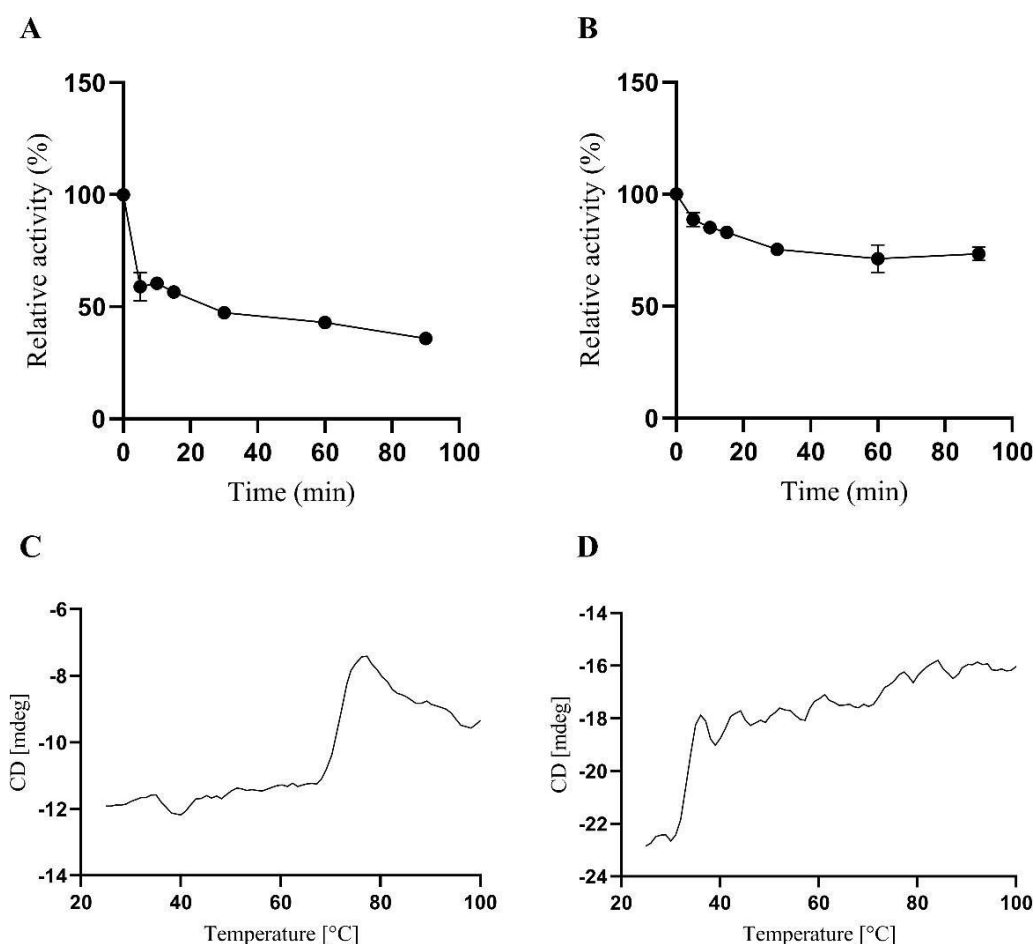 A
150
100
50
0
Relative activity (%)
0 20 40 60 80 100
Time (min)
B
150
100
50
0
Relative activity (%)
0 20 40 60 80 100
Time (min)
C
-6
-8
-10
-12
-14
CD [mdeg]
20 40 60 80 100
Temperature [°C]
D
-14
-16
-18
-20
-22
-24
CD [mdeg]
20 40 60 80 100
Temperature [°C]